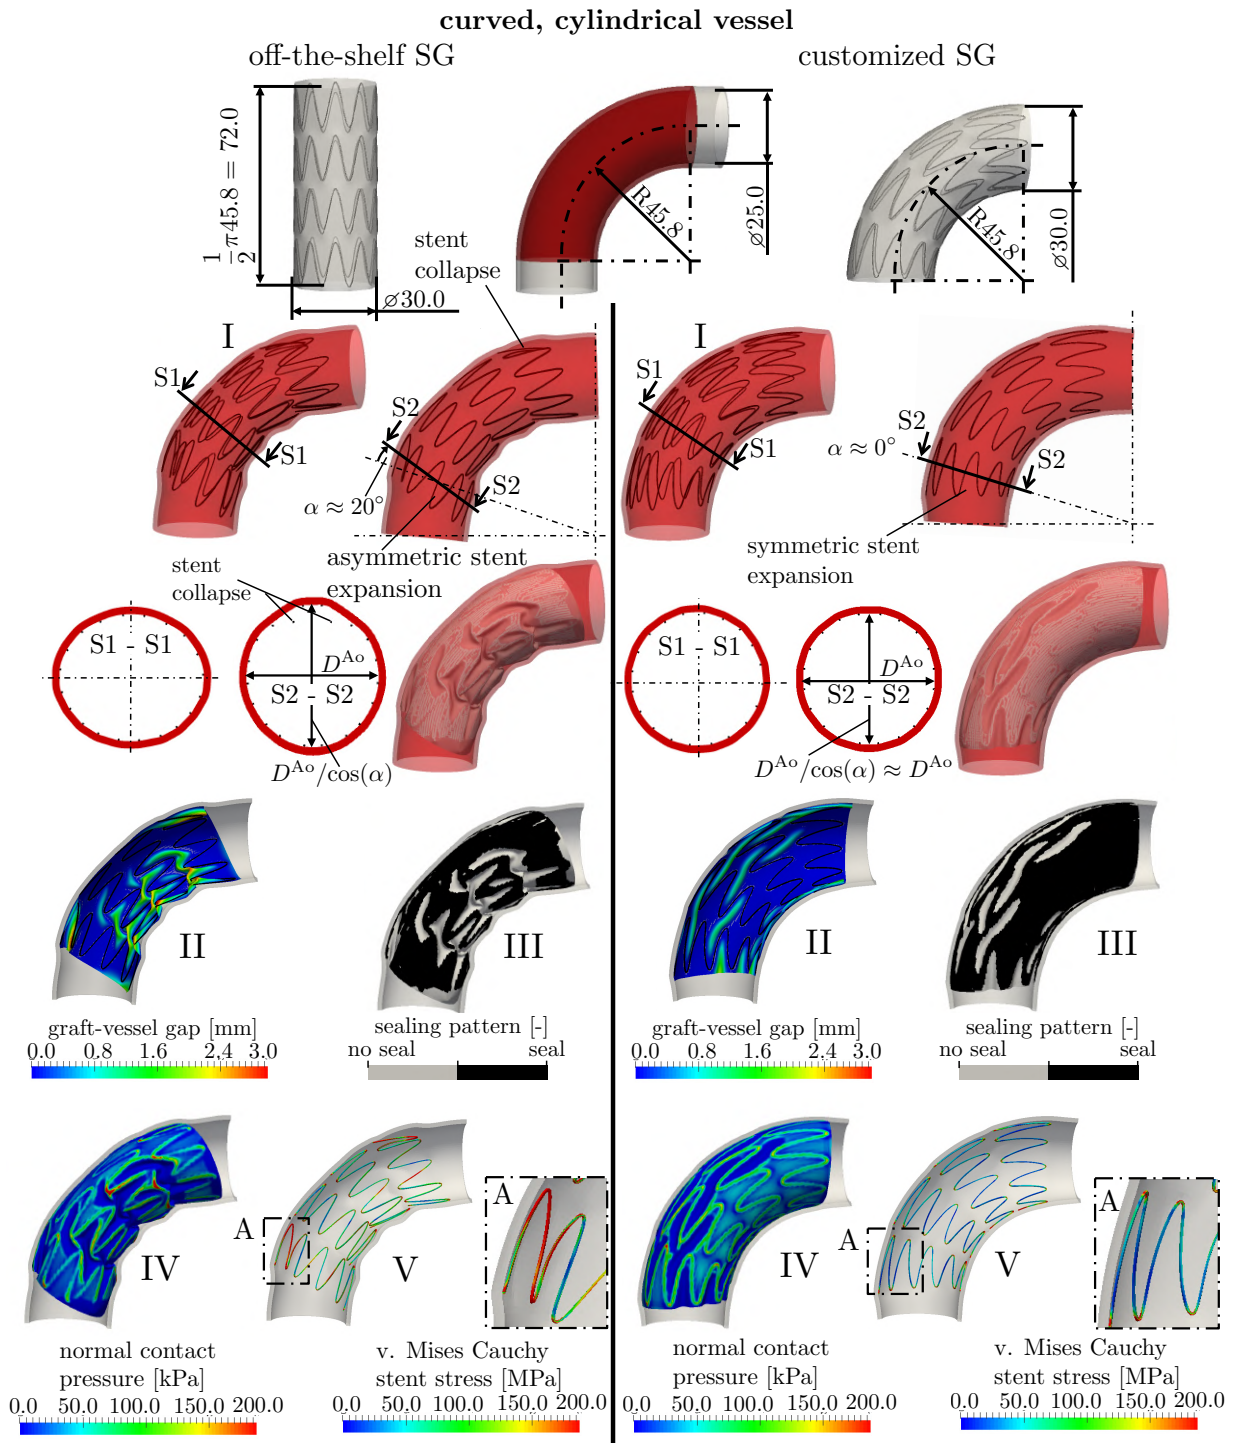 curved, cylindrical vessel
off-the-shelf SG
customized SG
1/2 π45.8 = 72.0
⌀30.0
R45.8
⌀25.0
R45.8
⌀30.0
stent
collapse
I
S1
S1
S2
S2
α ≈ 20°
asymmetric stent
expansion
I
S1
S1
S2
S2
α ≈ 0°
symmetric stent
expansion
stent
collapse
S1 - S1
D^Ao
S2 - S2
D^Ao/cos(α)
S1 - S1
D^Ao
S2 - S2
D^Ao/cos(α) ≈ D^Ao
II
III
II
III
graft-vessel gap [mm]
0.0 0.8 1.6 2.4 3.0
sealing pattern [-]
no seal seal
graft-vessel gap [mm]
0.0 0.8 1.6 2.4 3.0
sealing pattern [-]
no seal seal
IV
A
V
A
IV
A
V
A
normal contact
pressure [kPa]
0.0 50.0 100.0 150.0 200.0
v. Mises Cauchy
stent stress [MPa]
0.0 50.0 100.0 150.0 200.0
normal contact
pressure [kPa]
0.0 50.0 100.0 150.0 200.0
v. Mises Cauchy
stent stress [MPa]
0.0 50.0 100.0 150.0 200.0